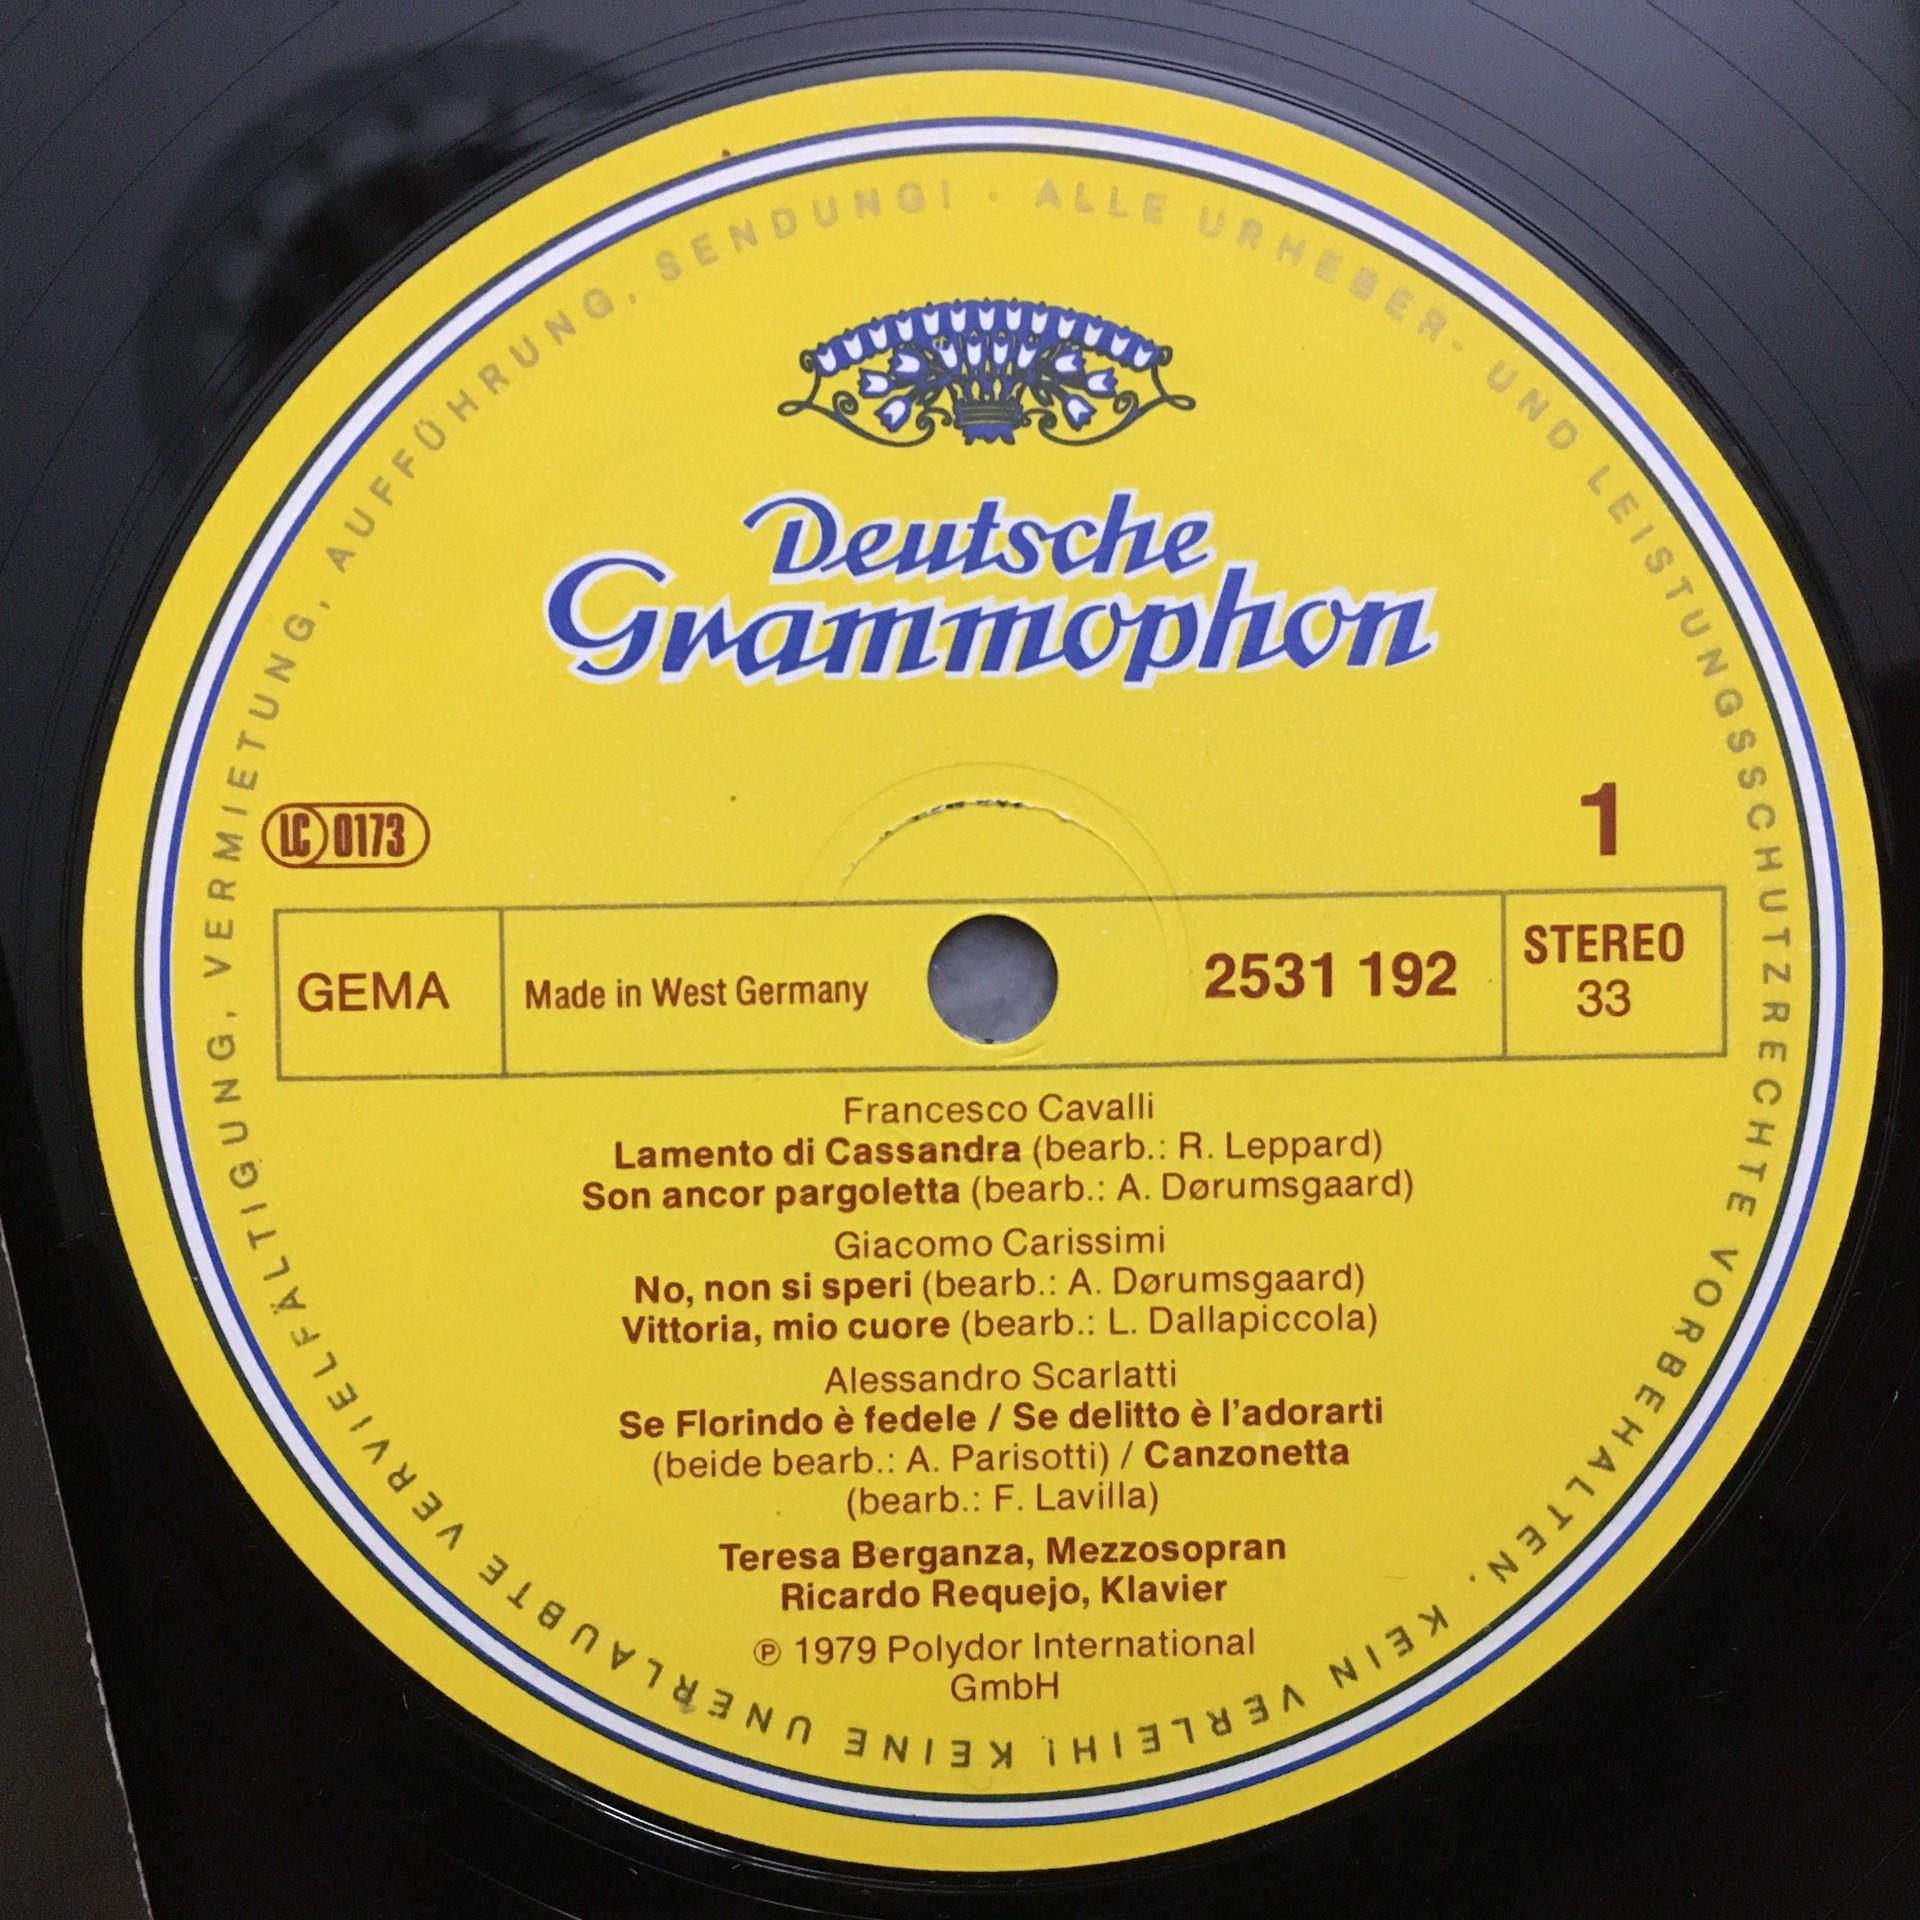 ALLE URHEBER- UND LEISTUNGSSCHUTZRECHTE VORBEHALTEN. KEIN VERLEIH! KEINE UNERLAUBTE VERVIELFÄLTIGUNG, VERMIETUNG, AUFFÜHRUNG, SENDUNG! ·
Deutsche
Grammophon
LC 0173
1
GEMA
Made in West Germany
2531 192
STEREO
33
Francesco Cavalli
Lamento di Cassandra (bearb.: R. Leppard)
Son ancor pargoletta (bearb.: A. Dørumsgaard)
Giacomo Carissimi
No, non si speri (bearb.: A. Dørumsgaard)
Vittoria, mio cuore (bearb.: L. Dallapiccola)
Alessandro Scarlatti
Se Florindo è fedele / Se delitto è l'adorarti
(beide bearb.: A. Parisotti) / Canzonetta
(bearb.: F. Lavilla)
Teresa Berganza, Mezzosopran
Ricardo Requejo, Klavier
℗ 1979 Polydor International
GmbH